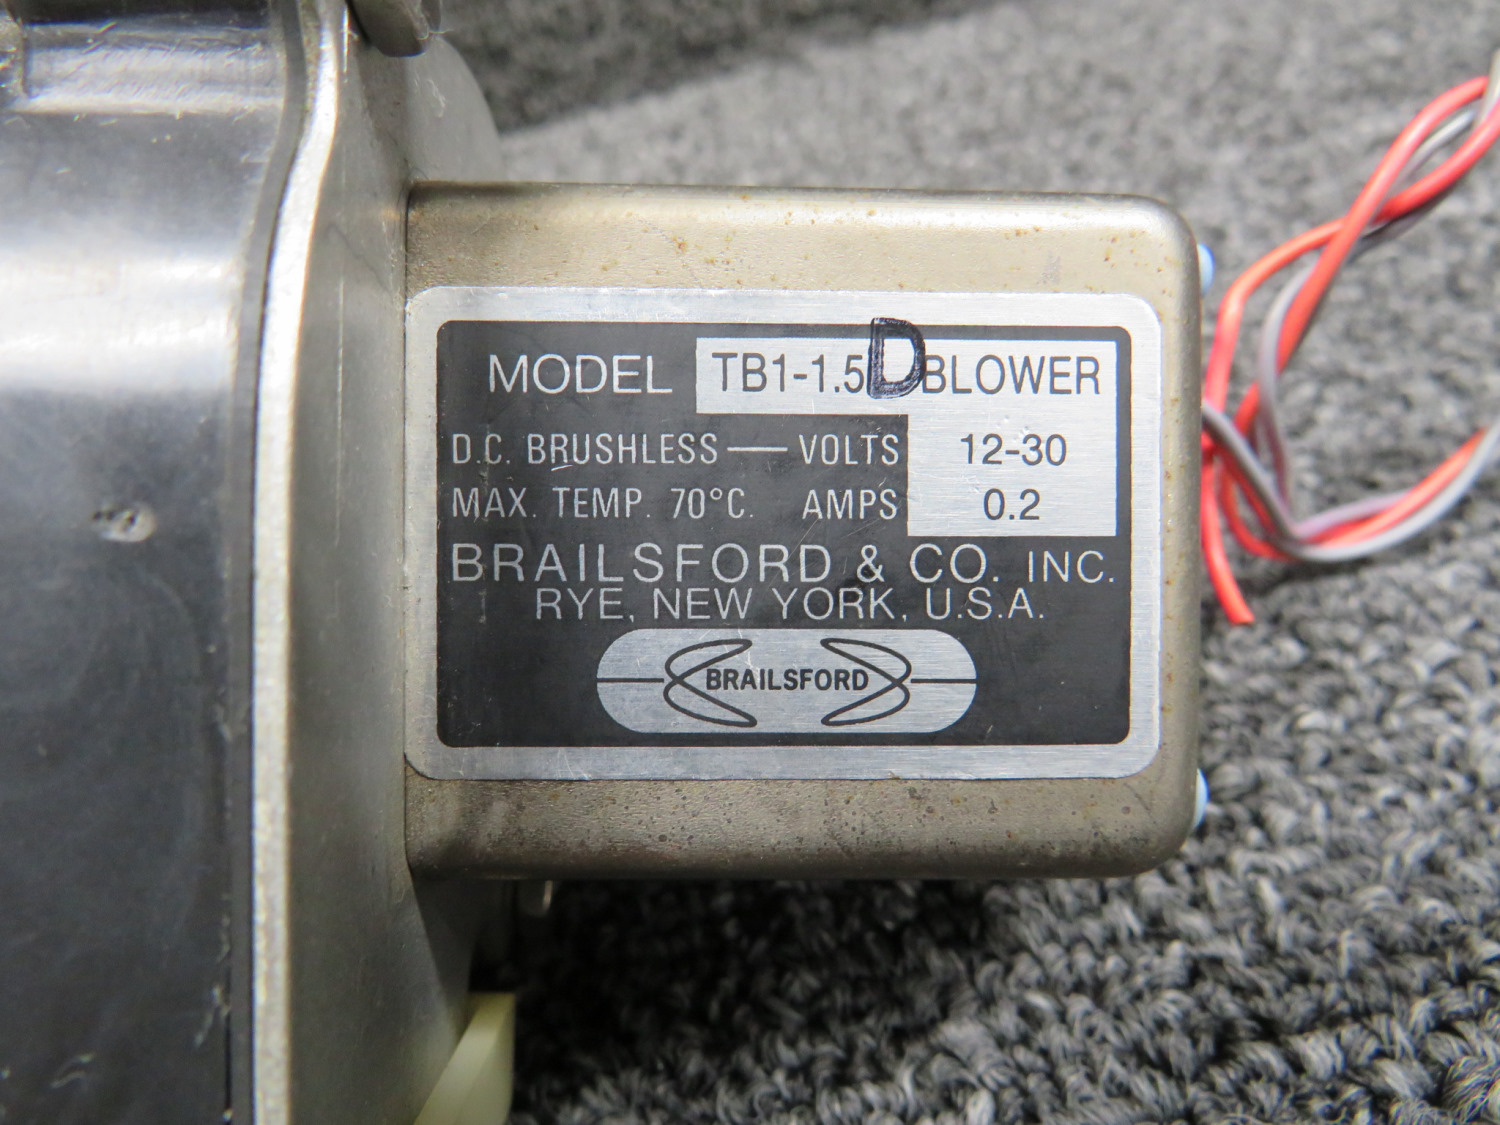 MODEL TB1-1.5D BLOWER
D.C. BRUSHLESS — VOLTS 12-30
MAX. TEMP. 70°C. AMPS 0.2
BRAILSFORD & CO. INC.
RYE, NEW YORK, U.S.A.
BRAILSFORD